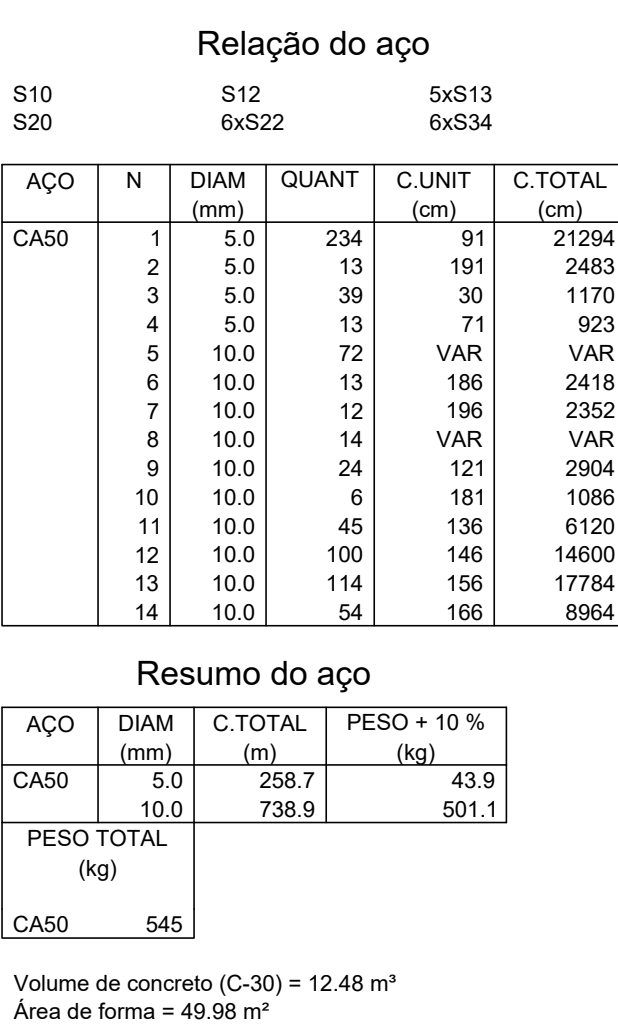 Relação do aço
S10 S12 5xS13
S20 6xS22 6xS34
AÇO N DIAM QUANT C.UNIT C.TOTAL
(mm) (cm) (cm)
CA50 1 5.0 234 91 21294
2 5.0 13 191 2483
3 5.0 39 30 1170
4 5.0 13 71 923
5 10.0 72 VAR VAR
6 10.0 13 186 2418
7 10.0 12 196 2352
8 10.0 14 VAR VAR
9 10.0 24 121 2904
10 10.0 6 181 1086
11 10.0 45 136 6120
12 10.0 100 146 14600
13 10.0 114 156 17784
14 10.0 54 166 8964
Resumo do aço
AÇO DIAM C.TOTAL PESO + 10 %
(mm) (m) (kg)
CA50 5.0 258.7 43.9
10.0 738.9 501.1
PESO TOTAL
(kg)
CA50 545
Volume de concreto (C-30) = 12.48 m³
Área de forma = 49.98 m²